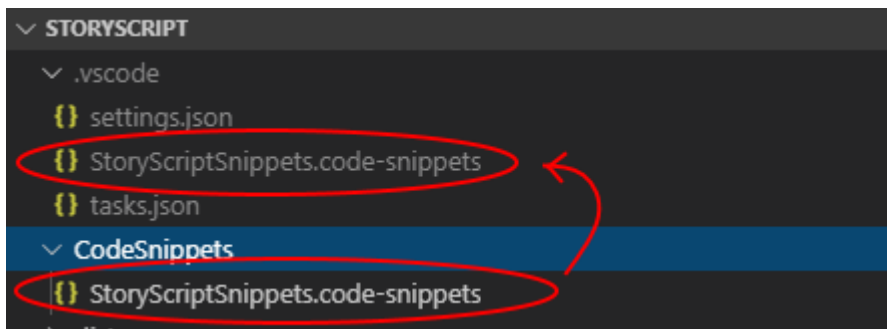 STORYSCRIPT
.vscode
{} settings.json
{} StoryScriptSnippets.code-snippets
{} tasks.json
CodeSnippets
{} StoryScriptSnippets.code-snippets